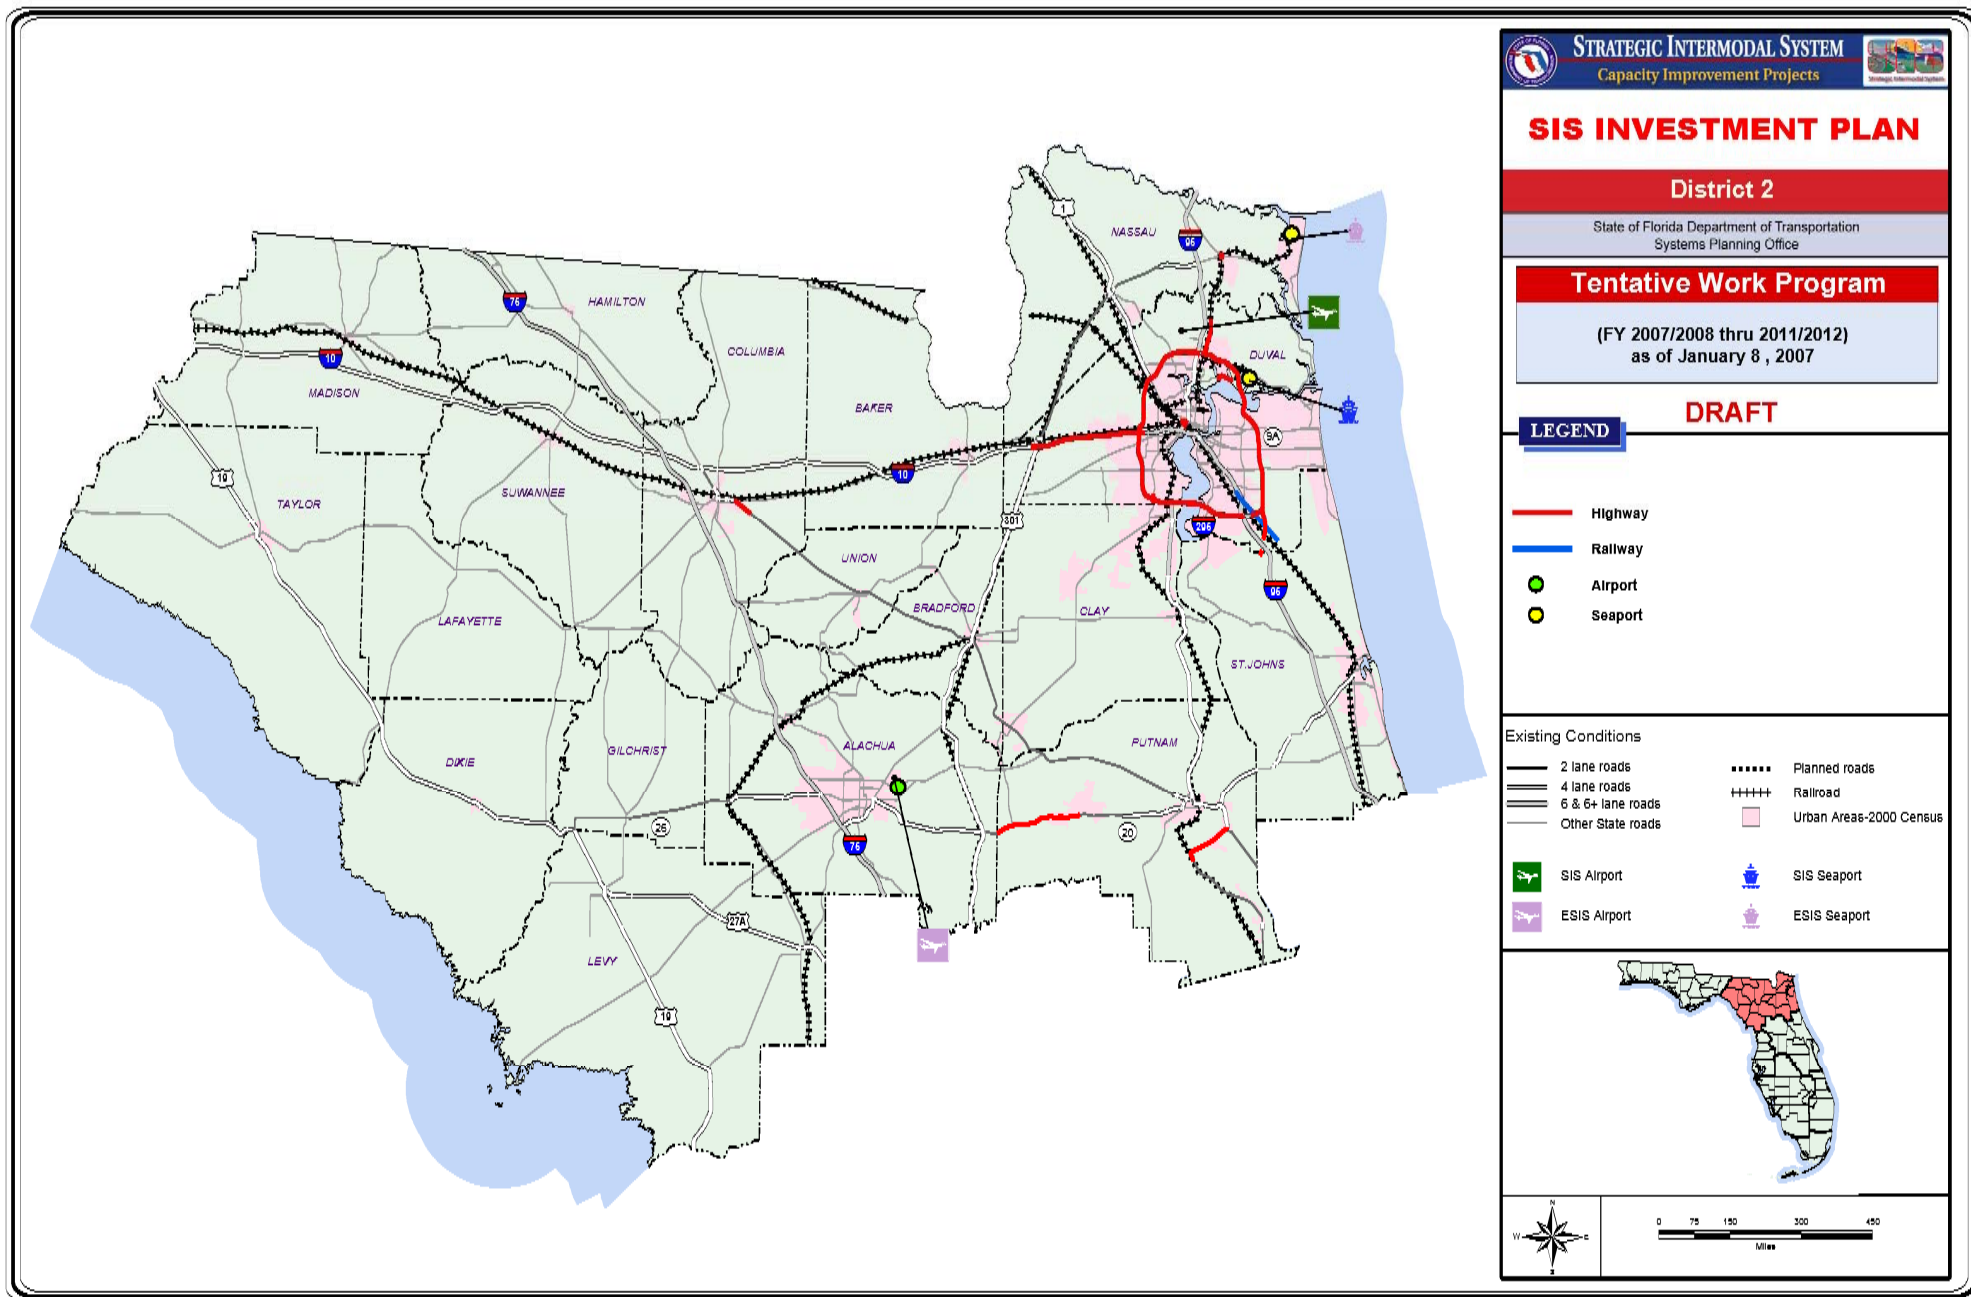 STRATEGIC INTERMODAL SYSTEM
Capacity Improvement Projects
SIS INVESTMENT PLAN
District 2
State of Florida Department of Transportation
Systems Planning Office
Tentative Work Program
(FY 2007/2008 thru 2011/2012)
as of January 8 , 2007
DRAFT
LEGEND
Highway
Railway
Airport
Seaport
Existing Conditions
2 lane roads
4 lane roads
6 & 6+ lane roads
Other State roads
Planned roads
Railroad
Urban Areas-2000 Census
SIS Airport
ESIS Airport
SIS Seaport
ESIS Seaport
N
W
E
S
0 75 150 300 450
Miles
1
NASSAU
95
75
HAMILTON
10
COLUMBIA
DUVAL
MADISON
BAKER
9A
19
10
TAYLOR
SUWANNEE
301
295
UNION
95
LAFAYETTE
BRADFORD
CLAY
ST.JOHNS
DIXIE
GILCHRIST
ALACHUA
PUTNAM
26
20
75
27A
LEVY
19